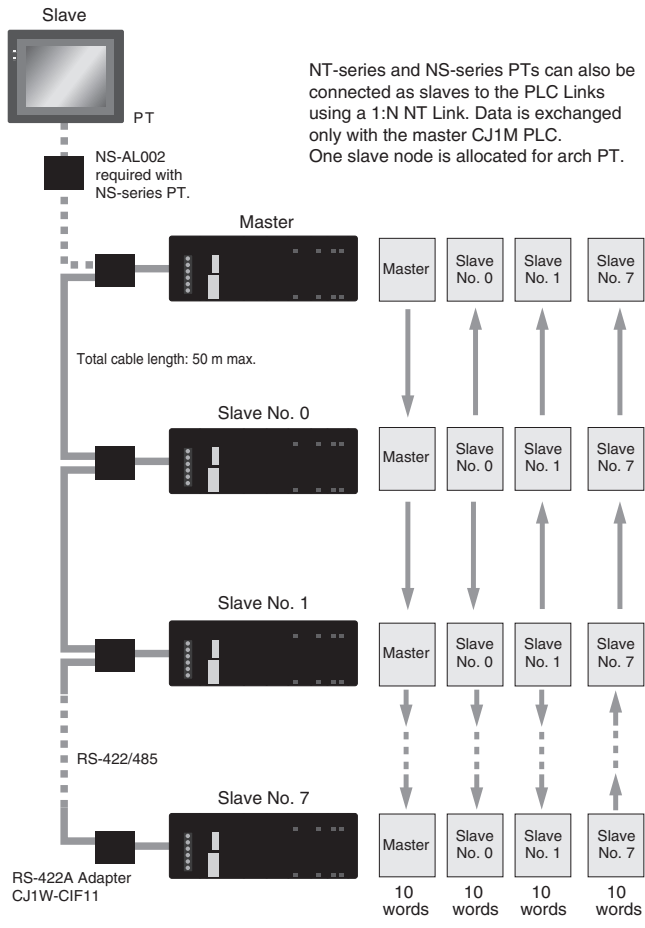 Slave
PT
NT-series and NS-series PTs can also be
connected as slaves to the PLC Links
using a 1:N NT Link. Data is exchanged
only with the master CJ1M PLC.
One slave node is allocated for arch PT.
NS-AL002
required with
NS-series PT.
Master
Master
Slave
No. 0
Slave
No. 1
Slave
No. 7
Total cable length: 50 m max.
Slave No. 0
Master
Slave
No. 0
Slave
No. 1
Slave
No. 7
Slave No. 1
Master
Slave
No. 0
Slave
No. 1
Slave
No. 7
RS-422/485
Slave No. 7
Master
Slave
No. 0
Slave
No. 1
Slave
No. 7
RS-422A Adapter
CJ1W-CIF11
10
words
10
words
10
words
10
words